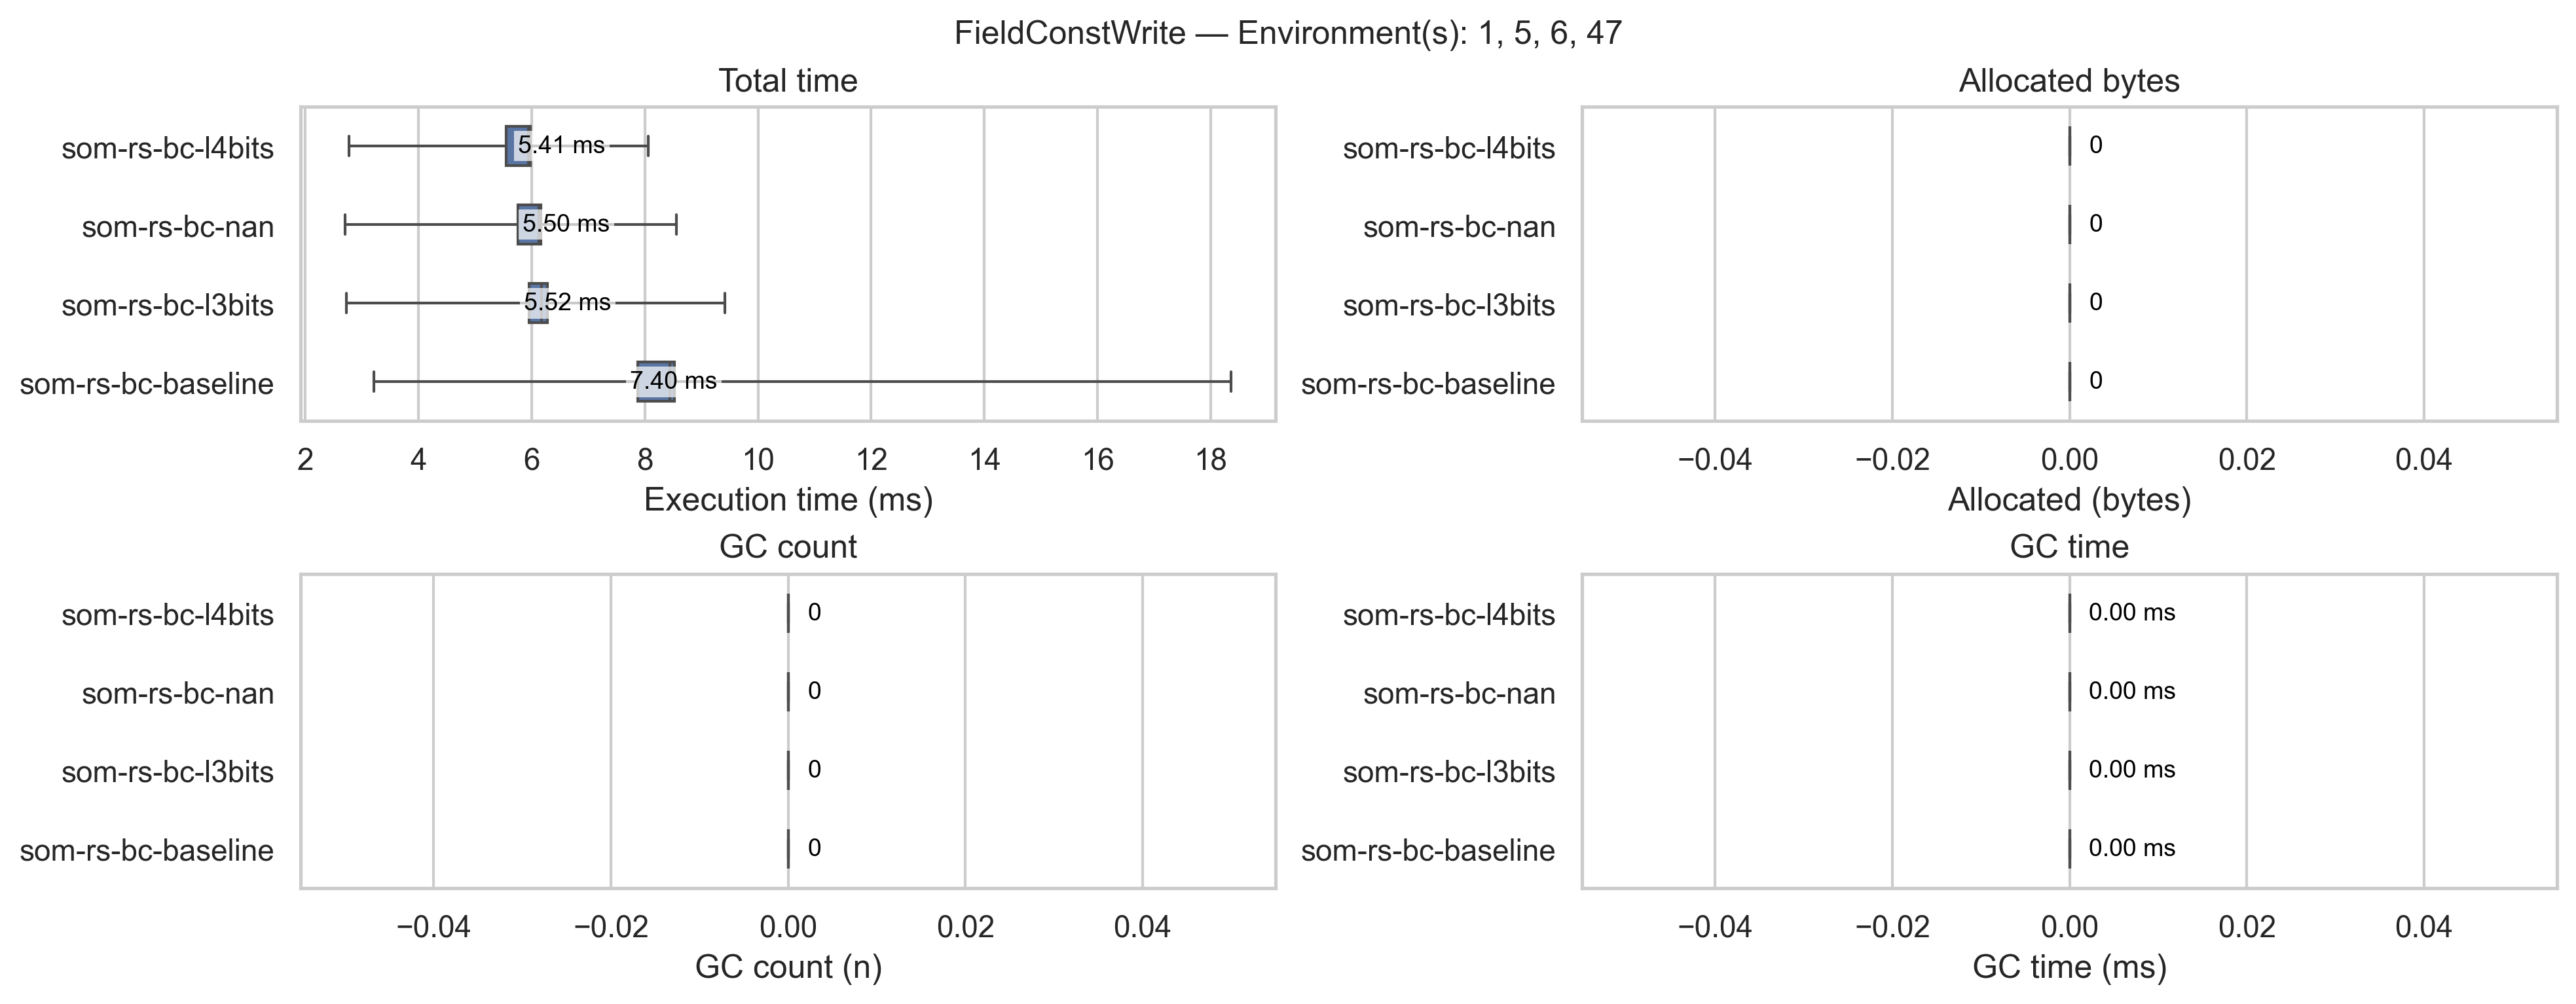 FieldConstWrite — Environment(s): 1, 5, 6, 47
Total time
som-rs-bc-l4bits
5.41 ms
som-rs-bc-nan
5.50 ms
som-rs-bc-l3bits
5.52 ms
som-rs-bc-baseline
7.40 ms
2 4 6 8 10 12 14 16 18
Execution time (ms)
Allocated bytes
som-rs-bc-l4bits
0
som-rs-bc-nan
0
som-rs-bc-l3bits
0
som-rs-bc-baseline
0
−0.04 −0.02 0.00 0.02 0.04
Allocated (bytes)
GC count
som-rs-bc-l4bits
0
som-rs-bc-nan
0
som-rs-bc-l3bits
0
som-rs-bc-baseline
0
−0.04 −0.02 0.00 0.02 0.04
GC count (n)
GC time
som-rs-bc-l4bits
0.00 ms
som-rs-bc-nan
0.00 ms
som-rs-bc-l3bits
0.00 ms
som-rs-bc-baseline
0.00 ms
−0.04 −0.02 0.00 0.02 0.04
GC time (ms)